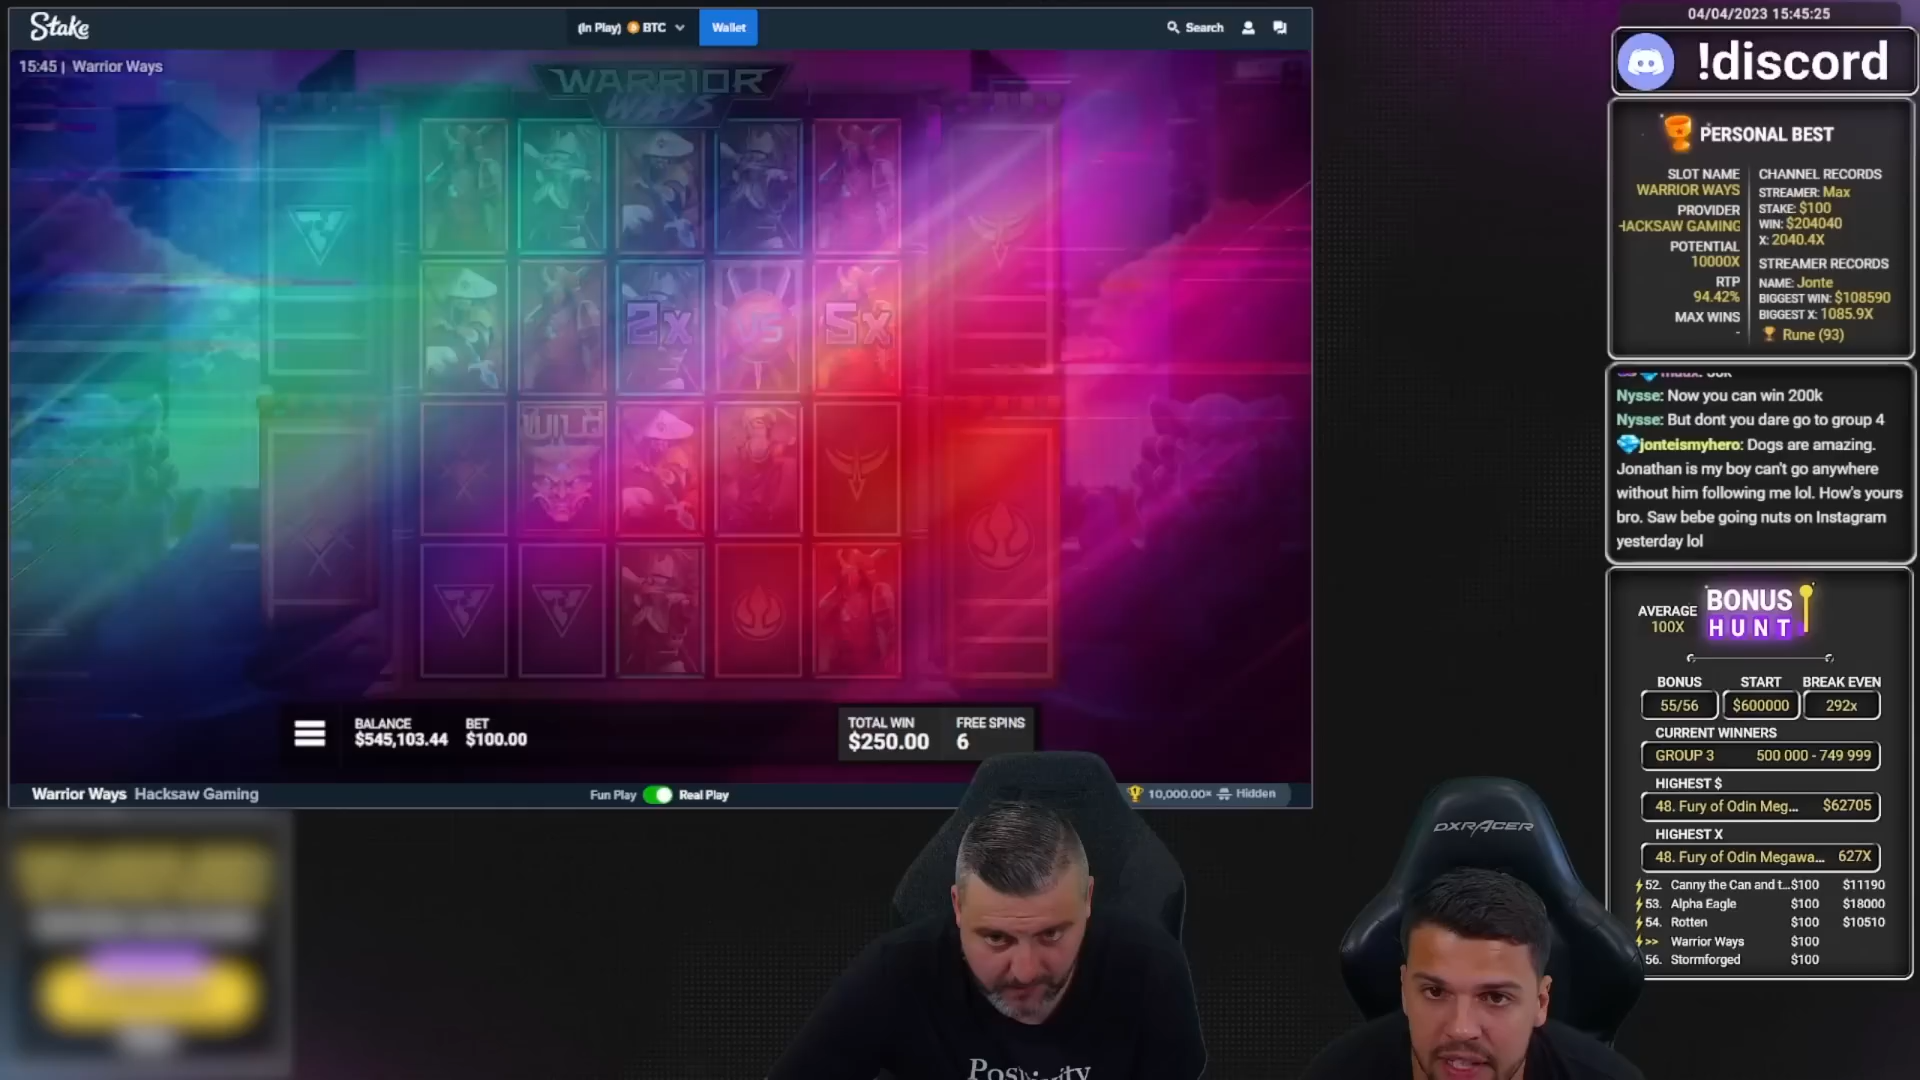 Stake
(In Play) BTC
Wallet
Search
15:45 | Warrior Ways
WARRIOR
WAYS
2x
VS
5x
WILD
BALANCE
$545,103.44
BET
$100.00
TOTAL WIN
$250.00
FREE SPINS
6
Warrior Ways Hacksaw Gaming
Fun Play Real Play
10,000.00× Hidden
04/04/2023 15:45:25
!discord
PERSONAL BEST
SLOT NAME
WARRIOR WAYS
PROVIDER
HACKSAW GAMING
POTENTIAL
10000X
RTP
94.42%
MAX WINS
-
CHANNEL RECORDS
STREAMER: Max
STAKE: $100
WIN: $204040
X: 2040.4X
STREAMER RECORDS
NAME: Jonte
BIGGEST WIN: $108590
BIGGEST X: 1085.9X
Rune (93)
Nysse: Now you can win 200k
Nysse: But dont you dare go to group 4
jonteismyhero: Dogs are amazing.
Jonathan is my boy can't go anywhere
without him following me lol. How's yours
bro. Saw bebe going nuts on Instagram
yesterday lol
AVERAGE
100X
BONUS
HUNT
BONUS START BREAK EVEN
55/56 $600000 292x
CURRENT WINNERS
GROUP 3 500 000 - 749 999
HIGHEST $
48. Fury of Odin Meg... $62705
HIGHEST X
48. Fury of Odin Megawa... 627X
52. Canny the Can and t... $100 $11190
53. Alpha Eagle $100 $18000
54. Rotten $100 $10510
>> Warrior Ways $100
56. Stormforged $100
DXRACER
Positivity